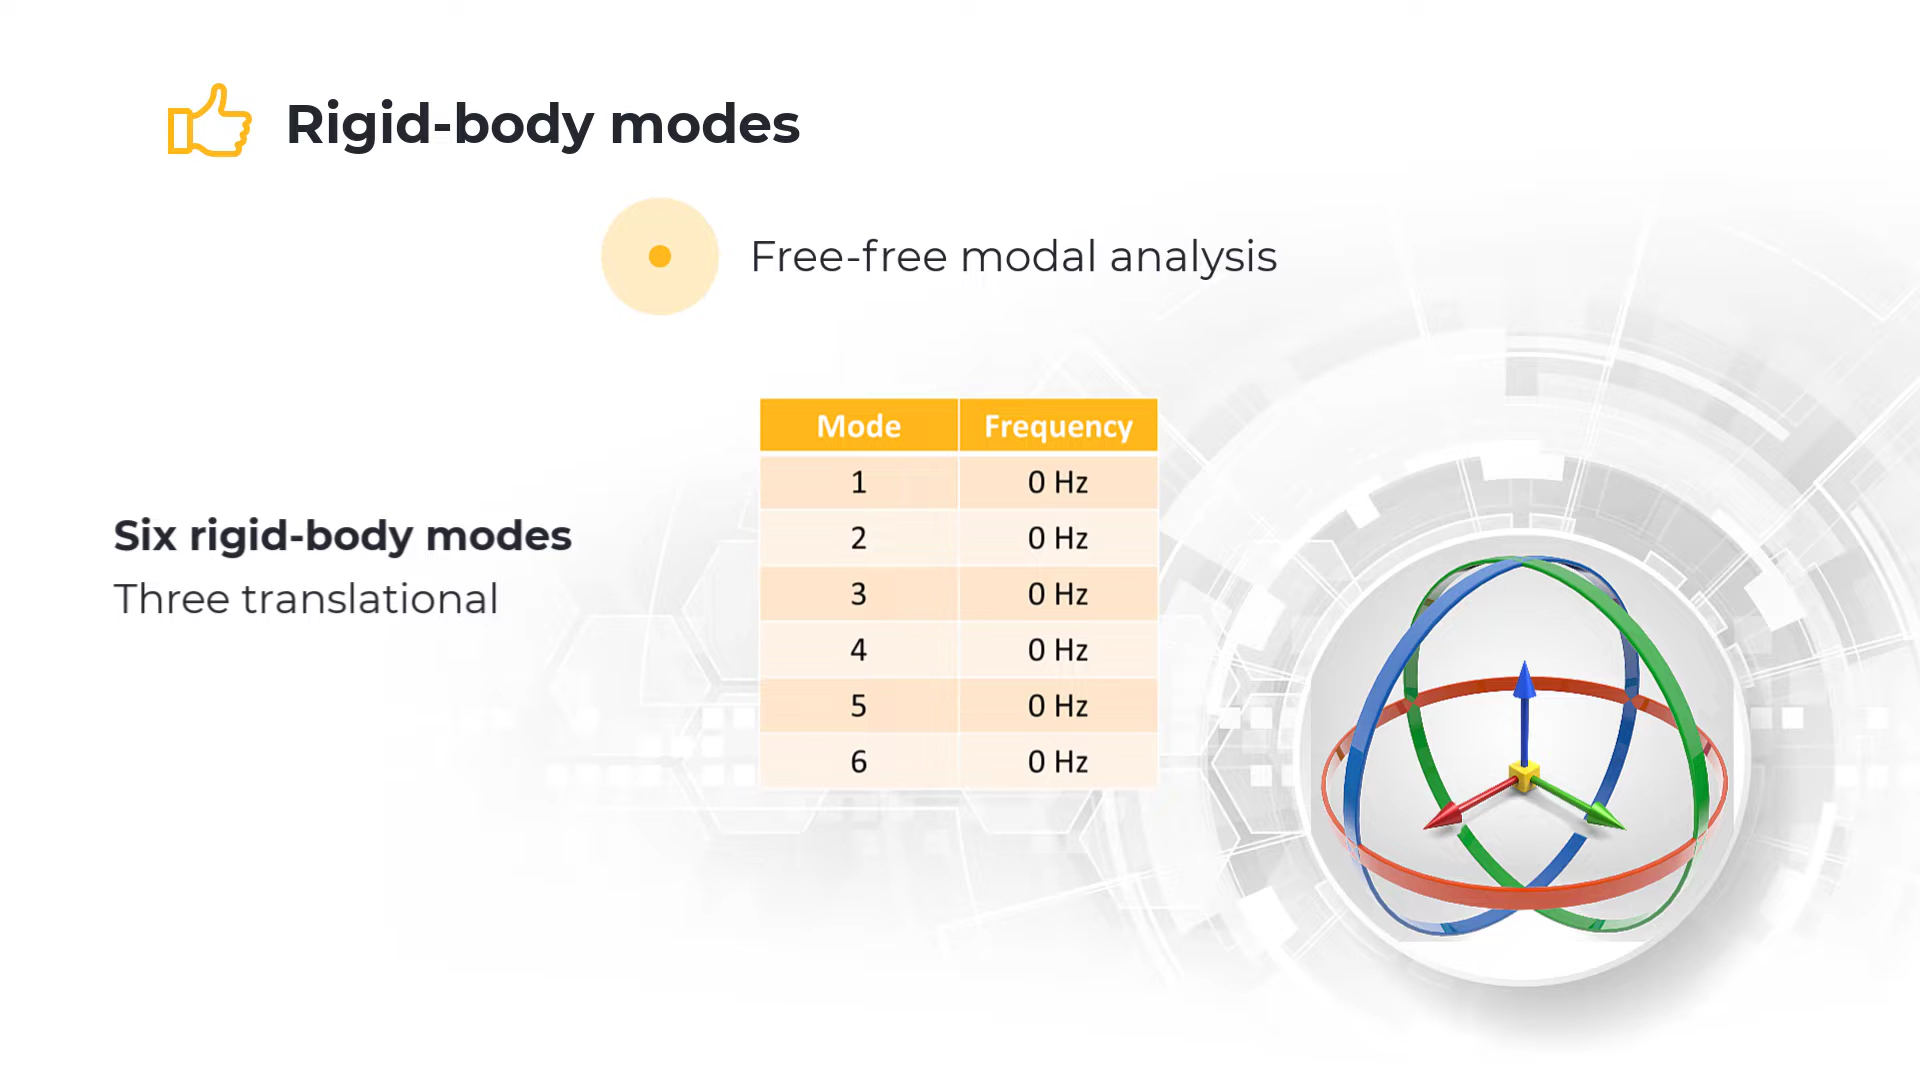 Rigid-body modes
Free-free modal analysis
Six rigid-body modes
Three translational
Mode Frequency
1 0 Hz
2 0 Hz
3 0 Hz
4 0 Hz
5 0 Hz
6 0 Hz